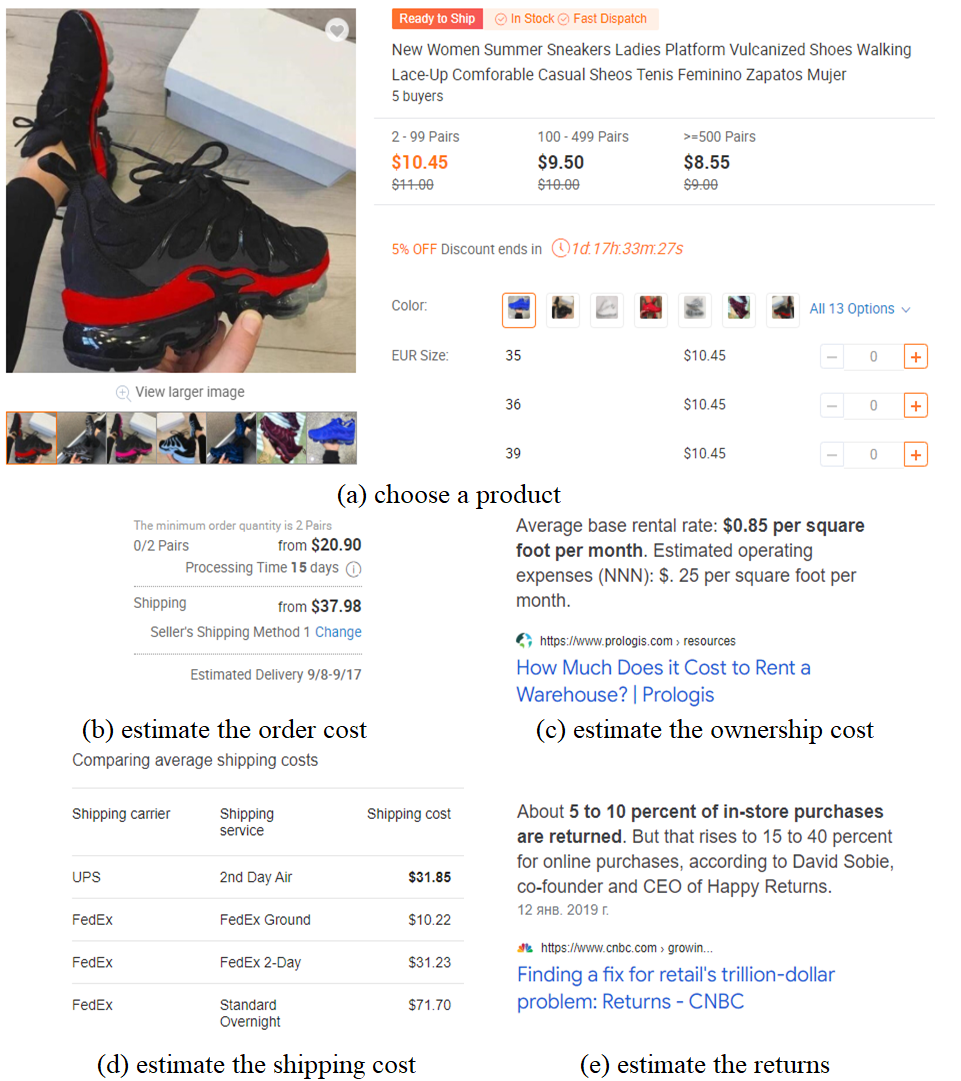 Ready to Ship In Stock Fast Dispatch
New Women Summer Sneakers Ladies Platform Vulcanized Shoes Walking
Lace-Up Comforable Casual Sheos Tenis Feminino Zapatos Mujer
5 buyers
2 - 99 Pairs 100 - 499 Pairs >=500 Pairs
$10.45 $9.50 $8.55
$11.00 $10.00 $9.00
5% OFF Discount ends in 1d:17h:33m:27s
Color: All 13 Options
EUR Size: 35 $10.45 – 0 +
36 $10.45 – 0 +
39 $10.45 – 0 +
View larger image
(a) choose a product
The minimum order quantity is 2 Pairs
0/2 Pairs from $20.90
Processing Time 15 days
Shipping from $37.98
Seller's Shipping Method 1 Change
Estimated Delivery 9/8-9/17
(b) estimate the order cost
Average base rental rate: $0.85 per square
foot per month. Estimated operating
expenses (NNN): $. 25 per square foot per
month.
https://www.prologis.com › resources
How Much Does it Cost to Rent a
Warehouse? | Prologis
(c) estimate the ownership cost
Comparing average shipping costs
Shipping carrier Shipping service Shipping cost
UPS 2nd Day Air $31.85
FedEx FedEx Ground $10.22
FedEx FedEx 2-Day $31.23
FedEx Standard Overnight $71.70
(d) estimate the shipping cost
About 5 to 10 percent of in-store purchases
are returned. But that rises to 15 to 40 percent
for online purchases, according to David Sobie,
co-founder and CEO of Happy Returns.
12 янв. 2019 г.
https://www.cnbc.com › growin...
Finding a fix for retail's trillion-dollar
problem: Returns - CNBC
(e) estimate the returns